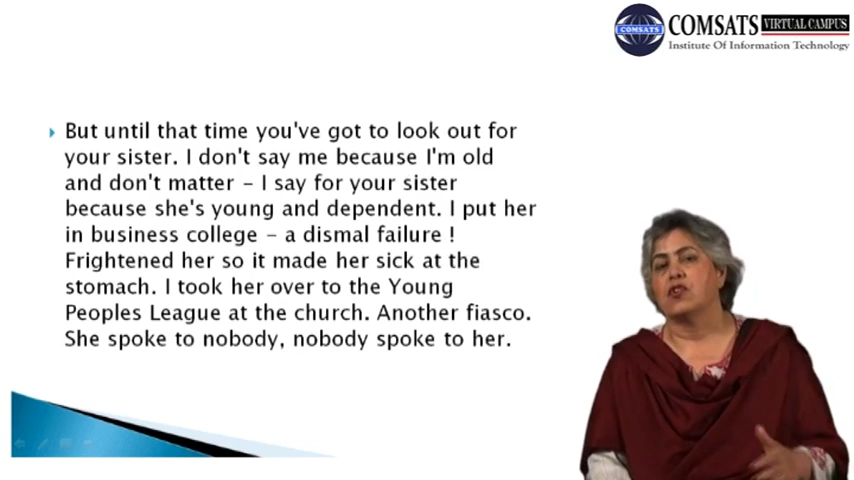 COMSATS VIRTUAL CAMPUS
COMSATS
Institute Of Information Technology
But until that time you've got to look out for
your sister. I don't say me because I'm old
and don't matter – I say for your sister
because she's young and dependent. I put her
in business college – a dismal failure !
Frightened her so it made her sick at the
stomach. I took her over to the Young
Peoples League at the church. Another fiasco.
She spoke to nobody, nobody spoke to her.